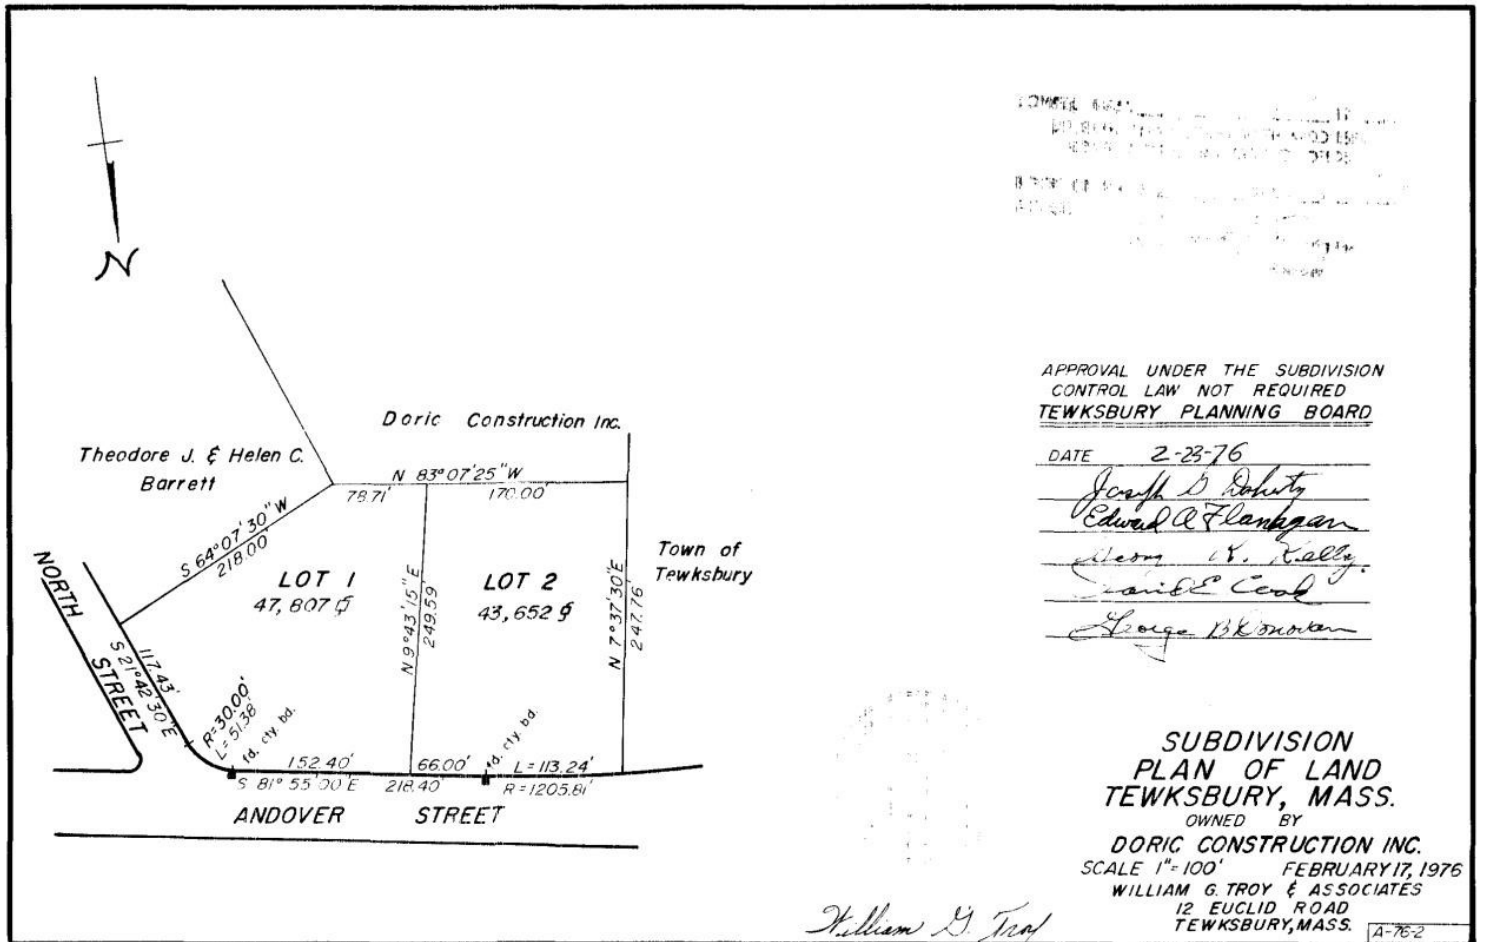 N
Doric Construction Inc.
Theodore J. & Helen C.
Barrett
N 83°07'25"W
78.71'
170.00'
S 64°07'30"W
218.00'
LOT 1
47,807
LOT 2
43,652
Town of
Tewksbury
N 9°43'15"E
249.59'
N 7°37'30"E
247.76'
NORTH
STREET
117.43'
S 21°42'30"E
R=30.00'
L=51.38'
fd. cty. bd.
fd. cty. bd.
152.40'
66.00'
L=113.24'
S 81°55'00"E
218.40'
R=1205.81'
ANDOVER STREET
APPROVAL UNDER THE SUBDIVISION
CONTROL LAW NOT REQUIRED
TEWKSBURY PLANNING BOARD
DATE 2-23-76
Edward A Flanagan
K. Kelly
E Cook
George B Donovan
SUBDIVISION
PLAN OF LAND
TEWKSBURY, MASS.
OWNED BY
DORIC CONSTRUCTION INC.
SCALE 1"=100' FEBRUARY 17, 1976
WILLIAM G. TROY & ASSOCIATES
12 EUCLID ROAD
TEWKSBURY, MASS.
A-76-2
William G. Troy